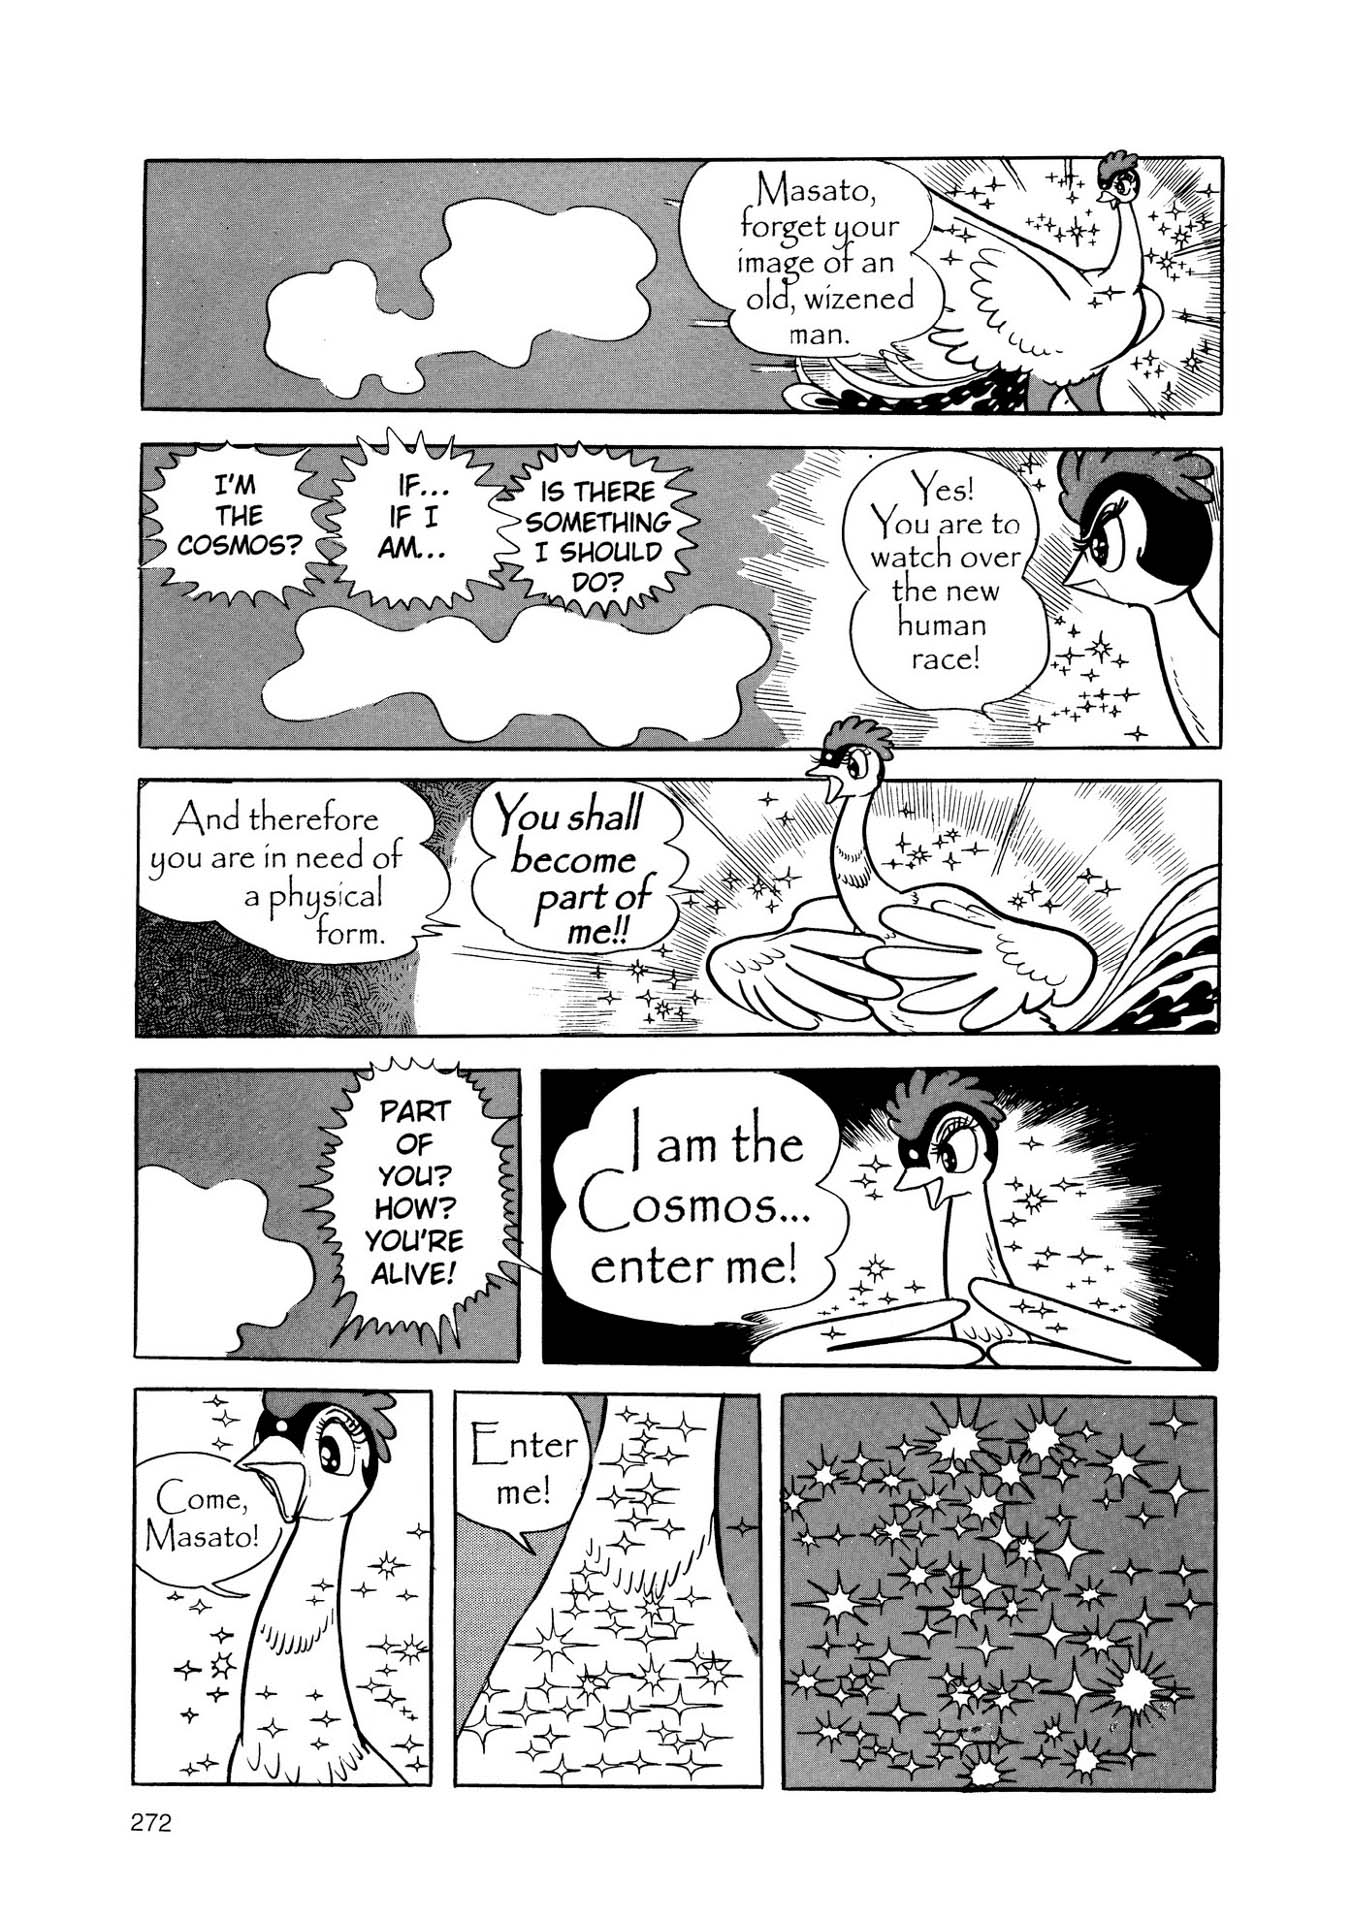 Masato,
forget your
image of an
old, wizened
man.
I'M
THE
COSMOS?
IF...
IF I
AM...
IS THERE
SOMETHING
I SHOULD
DO?
Yes!
You are to
watch over
the new
human
race!
And therefore
you are in need of
a physical
form.
You shall
become
part of
me!!
PART
OF
YOU?
HOW?
YOU'RE
ALIVE!
I am the
Cosmos...
enter me!
Come,
Masato!
Enter
me!
272